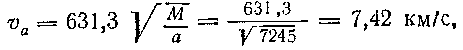 v_a = 631,3 √(M/a) = 631,3/√7245 = 7,42 км/с,